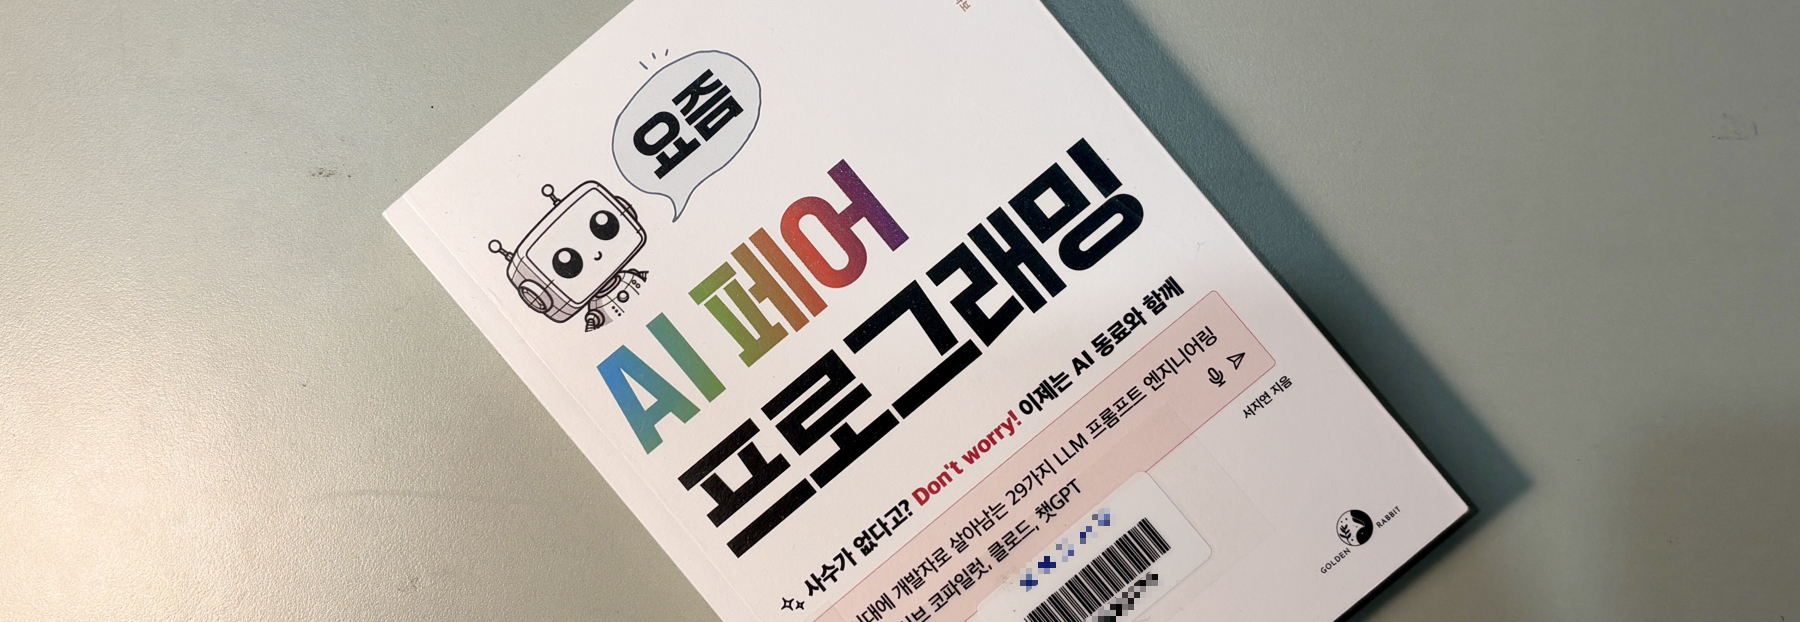 요즘
AI 페어
프로그래밍
사수가 없다고? Don't worry! 이제는 AI 동료와 함께
개발자로 살아남는 29가지 LLM 프롬프트 엔지니어링
코파일럿, 클로드, 챗GPT
서지연 지음
GOLDEN RABBIT